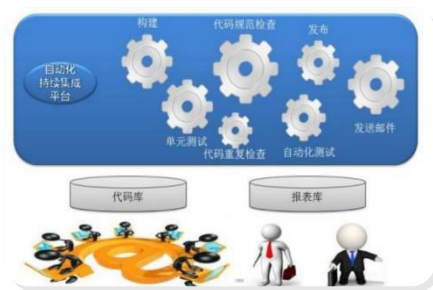 构建
代码规范检查
发布
自动化
持续集成
平台
单元测试
代码重复检查
自动化测试
发送邮件
代码库
报表库